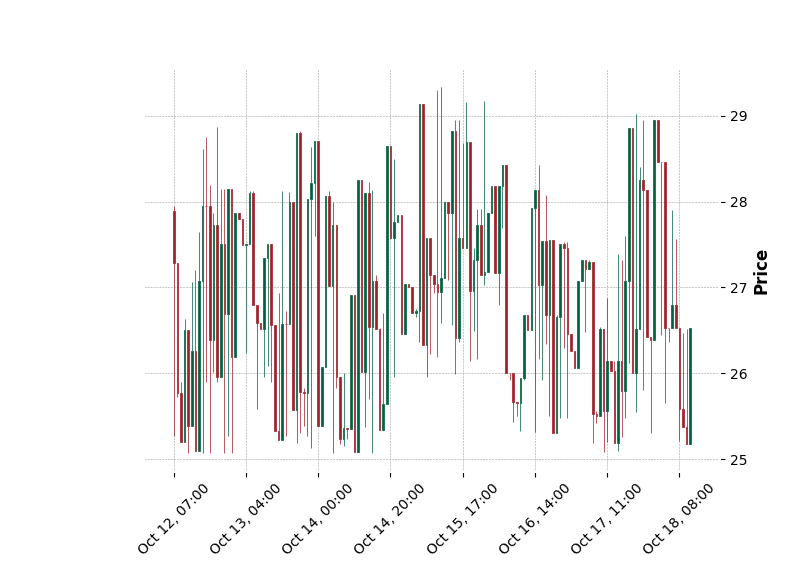 29
28
27
26
25
Price
Oct 12, 07:00
Oct 13, 04:00
Oct 14, 00:00
Oct 14, 20:00
Oct 15, 17:00
Oct 16, 14:00
Oct 17, 11:00
Oct 18, 08:00